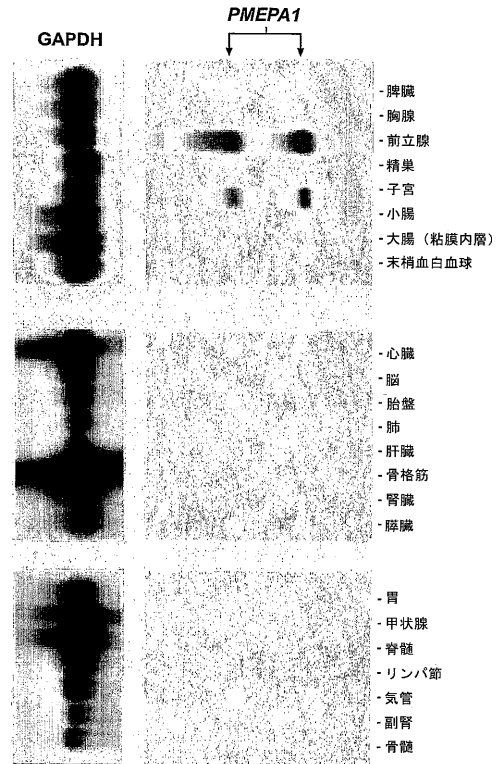 PMEPA1
GAPDH
-脾臓
-胸腺
-前立腺
-精巣
-子宮
-小腸
-大腸（粘膜内層）
-末梢血白血球
-心臓
-脳
-胎盤
-肺
-肝臓
-骨格筋
-腎臓
-膵臓
-胃
-甲状腺
-脊髄
-リンパ節
-気管
-副腎
-骨髄